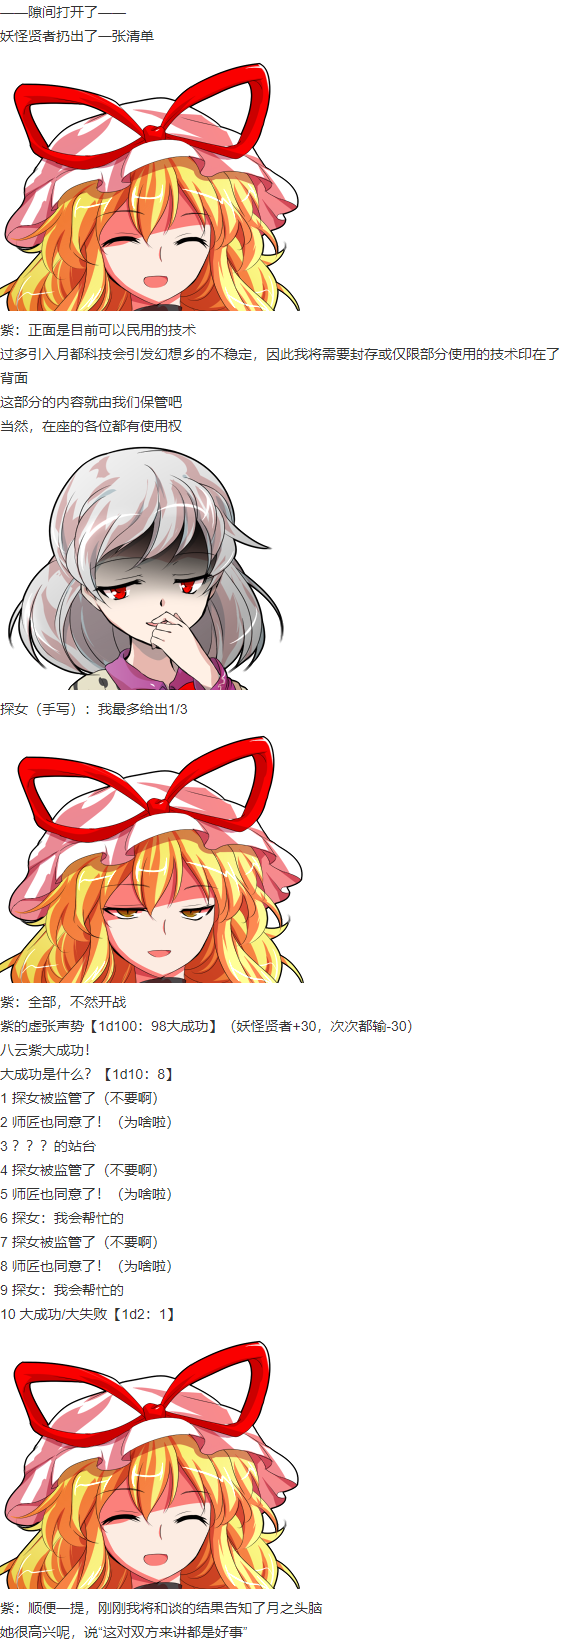 ——隙间打开了——
妖怪贤者扔出了一张清单
紫：正面是目前可以民用的技术
过多引入月都科技会引发幻想乡的不稳定，因此我将需要封存或仅限部分使用的技术印在了
背面
这部分的内容就由我们保管吧
当然，在座的各位都有使用权
探女（手写）：我最多给出1/3
紫：全部，不然开战
紫的虚张声势【1d100：98大成功】（妖怪贤者+30，次次都输-30）
八云紫大成功！
大成功是什么？【1d10：8】
1 探女被监管了（不要啊）
2 师匠也同意了！（为啥啦）
3 ？？？的站台
4 探女被监管了（不要啊）
5 师匠也同意了！（为啥啦）
6 探女：我会帮忙的
7 探女被监管了（不要啊）
8 师匠也同意了！（为啥啦）
9 探女：我会帮忙的
10 大成功/大失败【1d2：1】
紫：顺便一提，刚刚我将和谈的结果告知了月之头脑
她很高兴呢，说“这对双方来讲都是好事”